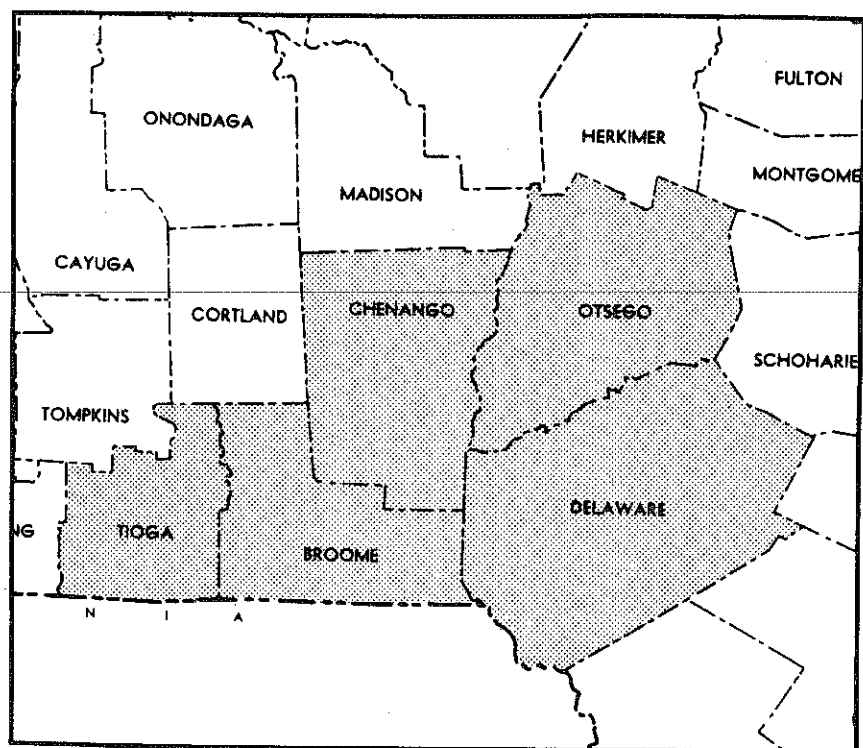 FULTON
ONONDAGA
HERKIMER
MONTGOME
MADISON
CAYUGA
CHENANGO
OTSEGO
CORTLAND
SCHOHARIE
TOMPKINS
DELAWARE
NG
TIOGA
BROOME
N I A